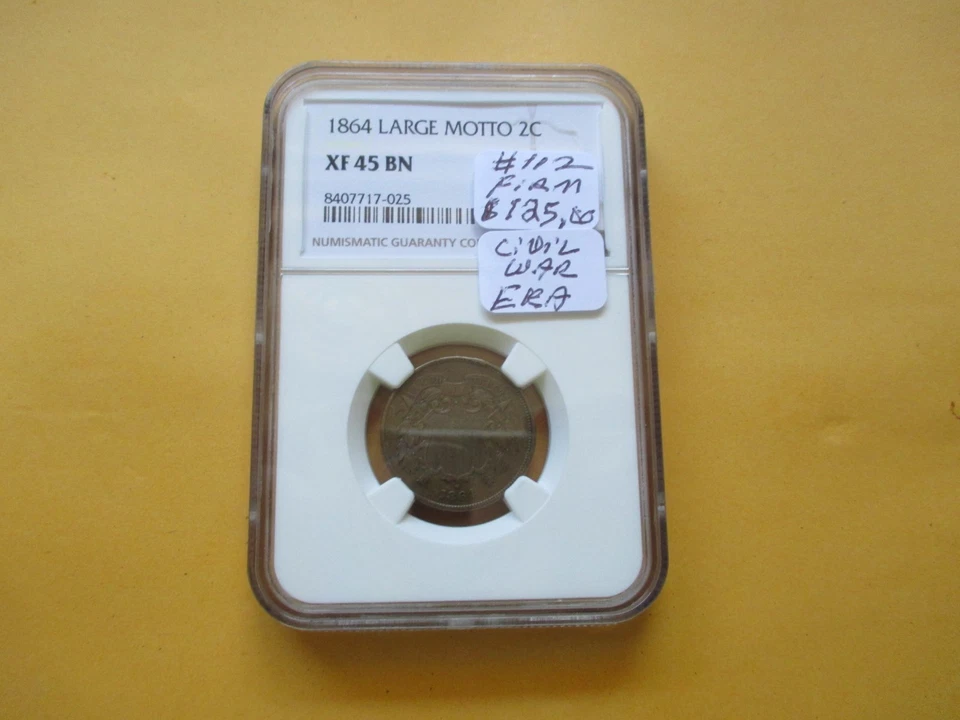 1864 LARGE MOTTO 2C
XF 45 BN
8407717-025
NUMISMATIC GUARANTY CO
#112
FIRM
$125.00
CIVIL
WAR
ERA